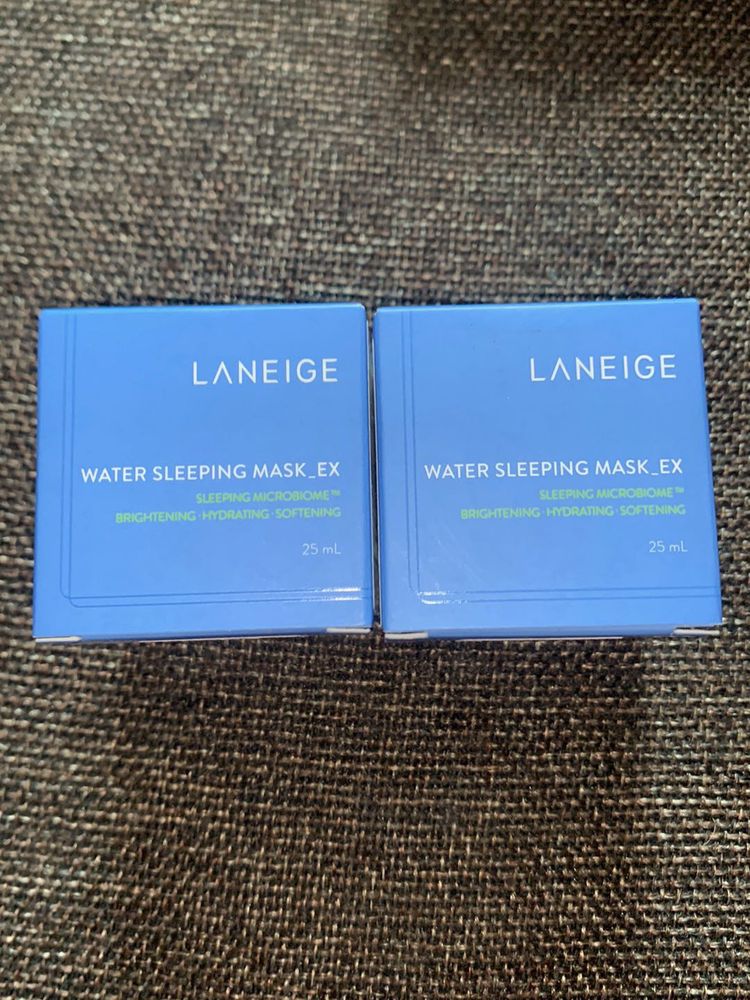 LANEIGE
WATER SLEEPING MASK_EX
SLEEPING MICROBIOME™
BRIGHTENING · HYDRATING · SOFTENING
25 mL
LANEIGE
WATER SLEEPING MASK_EX
SLEEPING MICROBIOME™
BRIGHTENING · HYDRATING · SOFTENING
25 mL